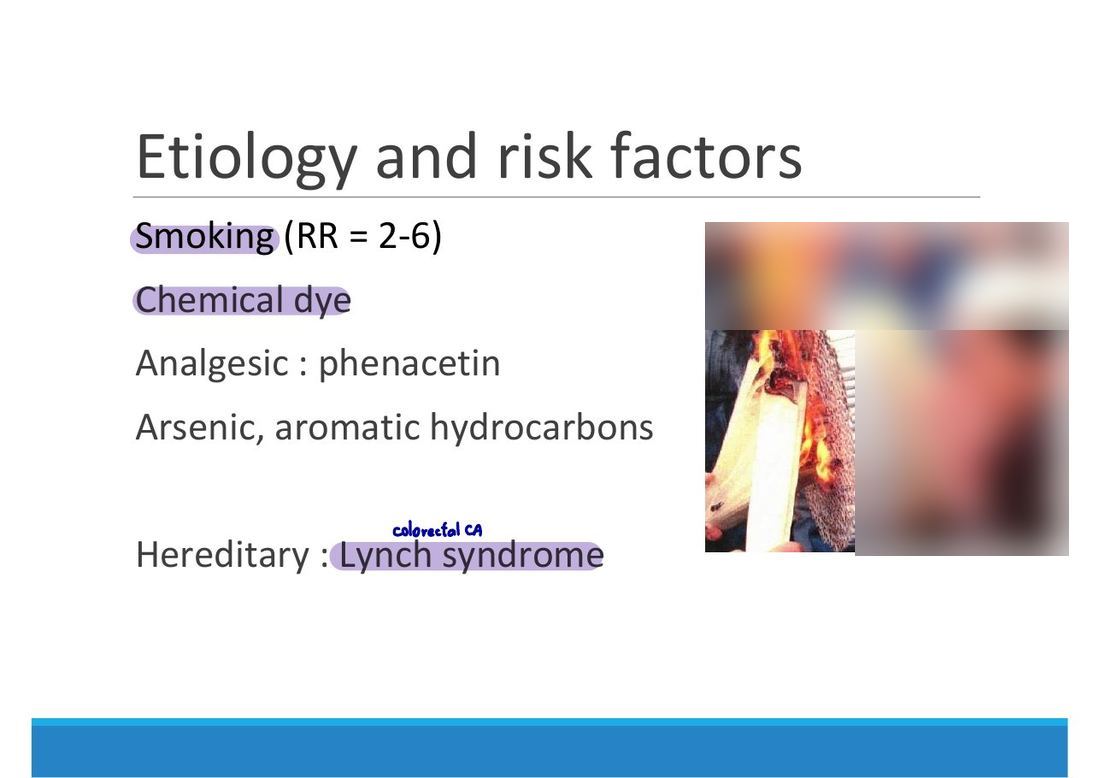 Etiology and risk factors
Smoking (RR = 2-6)
Chemical dye
Analgesic : phenacetin
Arsenic, aromatic hydrocarbons
colorectal CA
Hereditary : Lynch syndrome